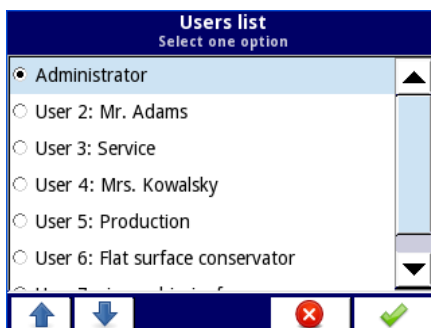 Users list
Select one option
Administrator
User 2: Mr. Adams
User 3: Service
User 4: Mrs. Kowalsky
User 5: Production
User 6: Flat surface conservator